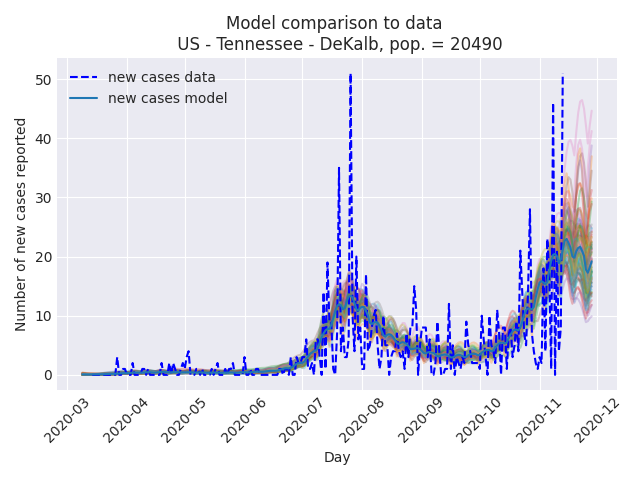 Model comparison to data
US - Tennessee - DeKalb, pop. = 20490
new cases data
new cases model
Number of new cases reported
50
40
30
20
10
0
2020-03
2020-04
2020-05
2020-06
2020-07
2020-08
2020-09
2020-10
2020-11
2020-12
Day